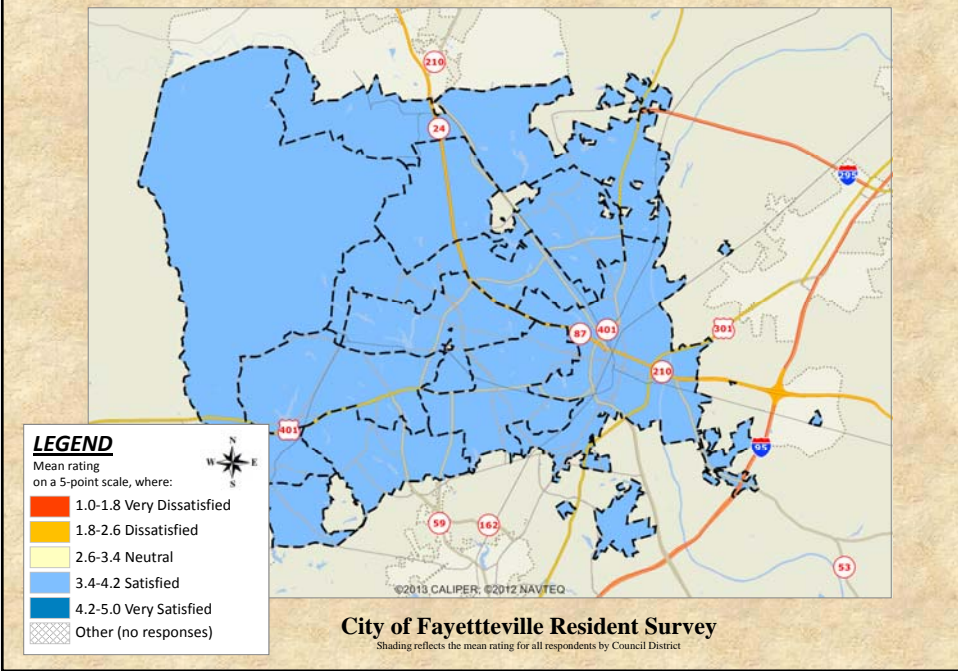 210
24
295
87
401
301
210
401
95
59
162
53
©2013 CALIPER; ©2012 NAVTEQ
LEGEND
N
W E
S
Mean rating
on a 5-point scale, where:
1.0-1.8 Very Dissatisfied
1.8-2.6 Dissatisfied
2.6-3.4 Neutral
3.4-4.2 Satisfied
4.2-5.0 Very Satisfied
Other (no responses)
City of Fayettteville Resident Survey
Shading reflects the mean rating for all respondents by Council District